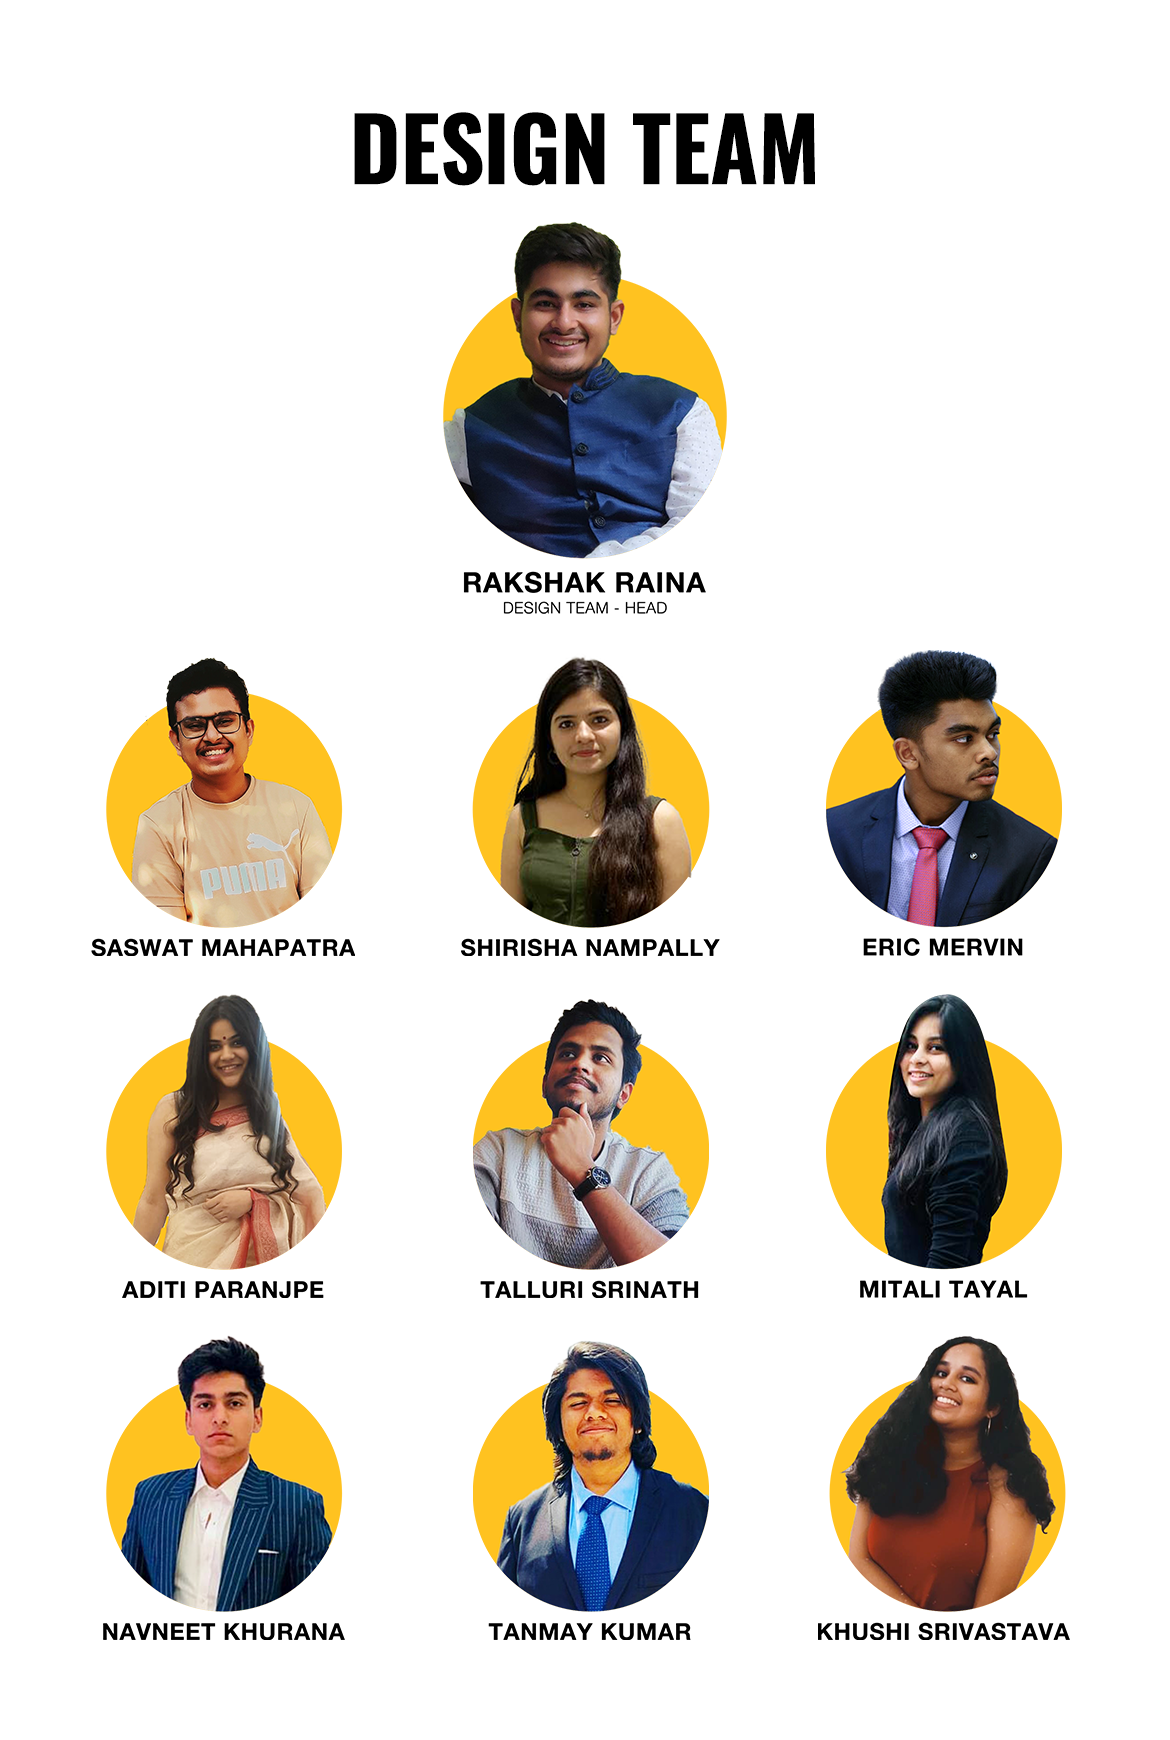 DESIGN TEAM
RAKSHAK RAINA
DESIGN TEAM - HEAD
PUMA
SASWAT MAHAPATRA
SHIRISHA NAMPALLY
ERIC MERVIN
ADITI PARANJPE
TALLURI SRINATH
MITALI TAYAL
NAVNEET KHURANA
TANMAY KUMAR
KHUSHI SRIVASTAVA